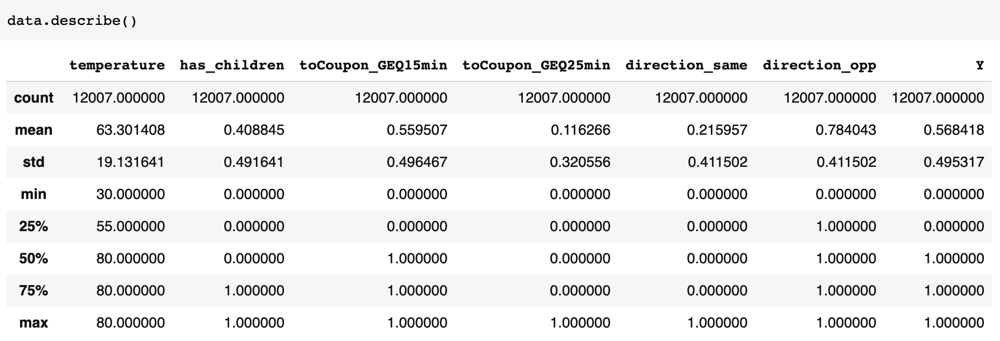 data.describe()
temperature has_children toCoupon_GEQ15min toCoupon_GEQ25min direction_same direction_opp Y
count 12007.000000 12007.000000 12007.000000 12007.000000 12007.000000 12007.000000 12007.000000
mean 63.301408 0.408845 0.559507 0.116266 0.215957 0.784043 0.568418
std 19.131641 0.491641 0.496467 0.320556 0.411502 0.411502 0.495317
min 30.000000 0.000000 0.000000 0.000000 0.000000 0.000000 0.000000
25% 55.000000 0.000000 0.000000 0.000000 0.000000 1.000000 0.000000
50% 80.000000 0.000000 1.000000 0.000000 0.000000 1.000000 1.000000
75% 80.000000 1.000000 1.000000 0.000000 0.000000 1.000000 1.000000
max 80.000000 1.000000 1.000000 1.000000 1.000000 1.000000 1.000000